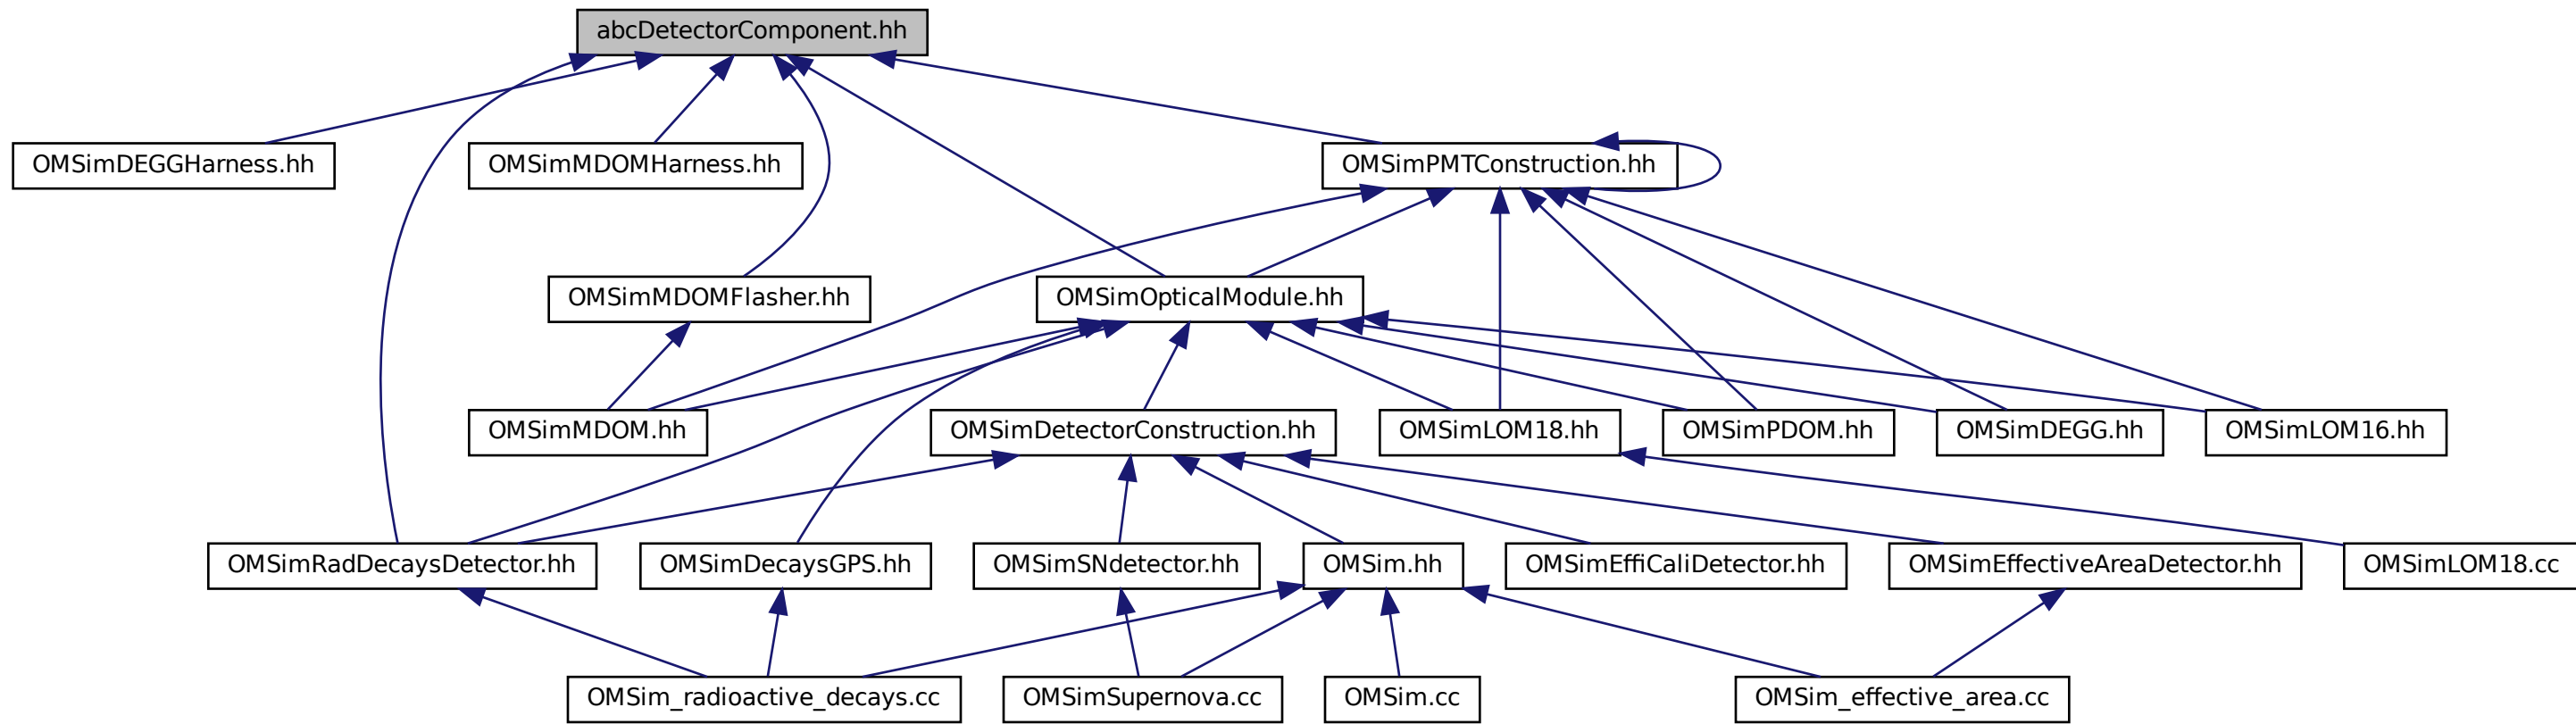 abcDetectorComponent.hh
OMSimDEGGHarness.hh
OMSimMDOMHarness.hh
OMSimPMTConstruction.hh
OMSimMDOMFlasher.hh
OMSimOpticalModule.hh
OMSimMDOM.hh
OMSimDetectorConstruction.hh
OMSimLOM18.hh
OMSimPDOM.hh
OMSimDEGG.hh
OMSimLOM16.hh
OMSimRadDecaysDetector.hh
OMSimDecaysGPS.hh
OMSimSNdetector.hh
OMSim.hh
OMSimEffiCaliDetector.hh
OMSimEffectiveAreaDetector.hh
OMSimLOM18.cc
OMSim_radioactive_decays.cc
OMSimSupernova.cc
OMSim.cc
OMSim_effective_area.cc